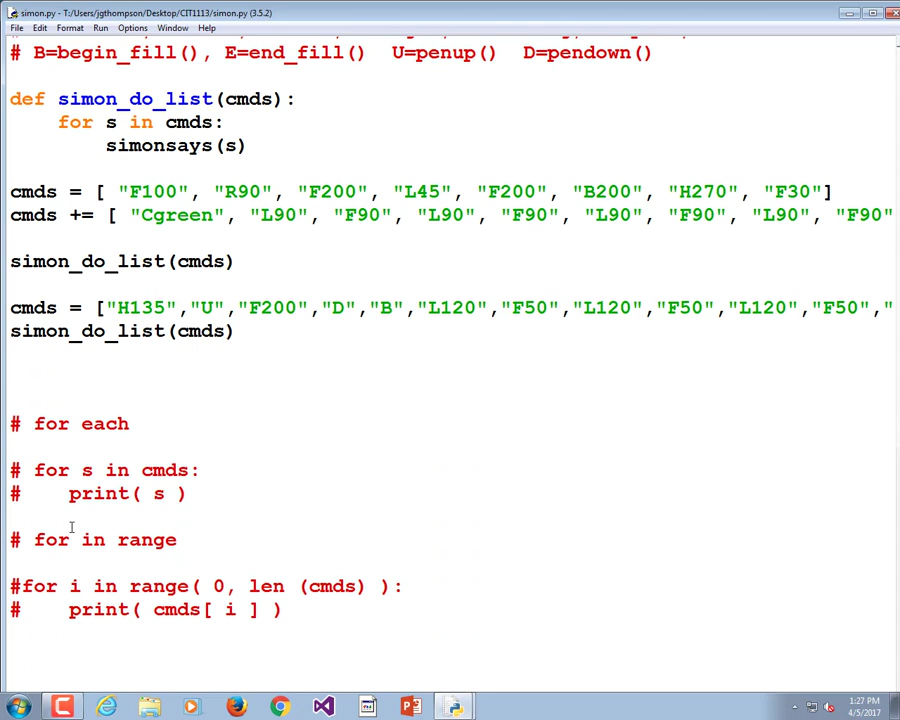 simon.py - T:/Users/jgthompson/Desktop/CIT1113/simon.py (3.5.2)
File Edit Format Run Options Window Help
# B=begin_fill(), E=end_fill() U=penup() D=pendown()
def simon_do_list(cmds):
for s in cmds:
simonsays(s)
cmds = [ "F100", "R90", "F200", "L45", "F200", "B200", "H270", "F30"]
cmds += [ "Cgreen", "L90", "F90", "L90", "F90", "L90", "F90", "L90", "F90"
simon_do_list(cmds)
cmds = ["H135","U","F200","D","B","L120","F50","L120","F50","L120","F50","
simon_do_list(cmds)
# for each
# for s in cmds:
# print( s )
# for in range
#for i in range( 0, len (cmds) ):
# print( cmds[ i ] )
1:27 PM
4/5/2017